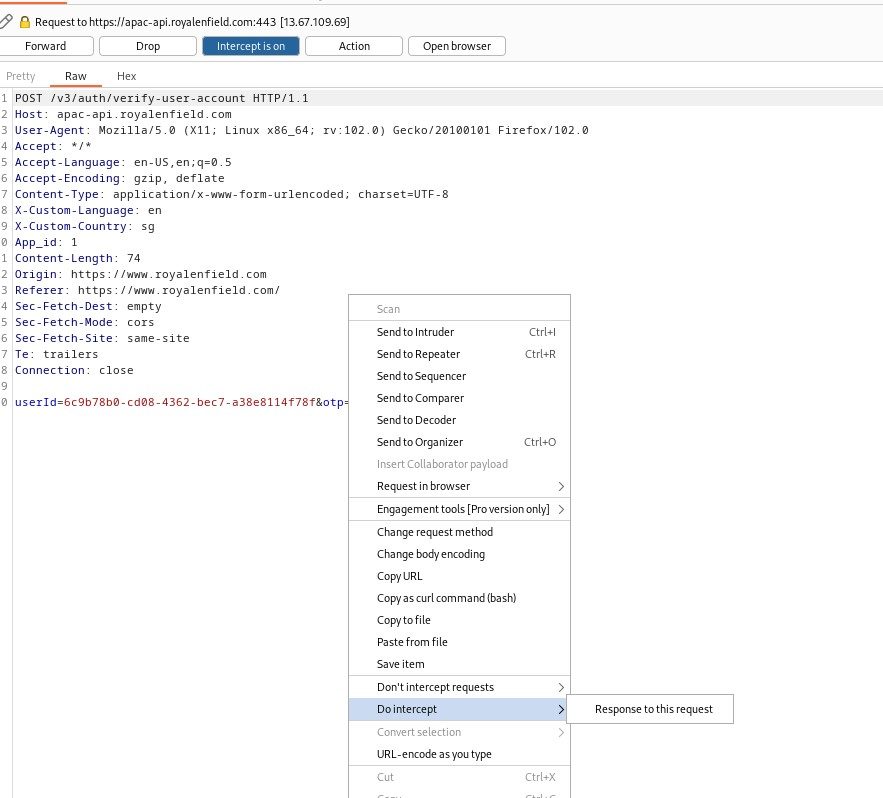 Request to https://apac-api.royalenfield.com:443 [13.67.109.69]
Forward Drop Intercept is on Action Open browser
Pretty Raw Hex
1 POST /v3/auth/verify-user-account HTTP/1.1
2 Host: apac-api.royalenfield.com
3 User-Agent: Mozilla/5.0 (X11; Linux x86_64; rv:102.0) Gecko/20100101 Firefox/102.0
4 Accept: */*
5 Accept-Language: en-US,en;q=0.5
6 Accept-Encoding: gzip, deflate
7 Content-Type: application/x-www-form-urlencoded; charset=UTF-8
8 X-Custom-Language: en
9 X-Custom-Country: sg
0 App_id: 1
1 Content-Length: 74
2 Origin: https://www.royalenfield.com
3 Referer: https://www.royalenfield.com/
4 Sec-Fetch-Dest: empty
5 Sec-Fetch-Mode: cors
6 Sec-Fetch-Site: same-site
7 Te: trailers
8 Connection: close
9
0 userId=6c9b78b0-cd08-4362-bec7-a38e8114f78f&otp=
Scan
Send to Intruder Ctrl+I
Send to Repeater Ctrl+R
Send to Sequencer
Send to Comparer
Send to Decoder
Send to Organizer Ctrl+O
Insert Collaborator payload
Request in browser
Engagement tools [Pro version only]
Change request method
Change body encoding
Copy URL
Copy as curl command (bash)
Copy to file
Paste from file
Save item
Don't intercept requests
Do intercept
Response to this request
Convert selection
URL-encode as you type
Cut Ctrl+X